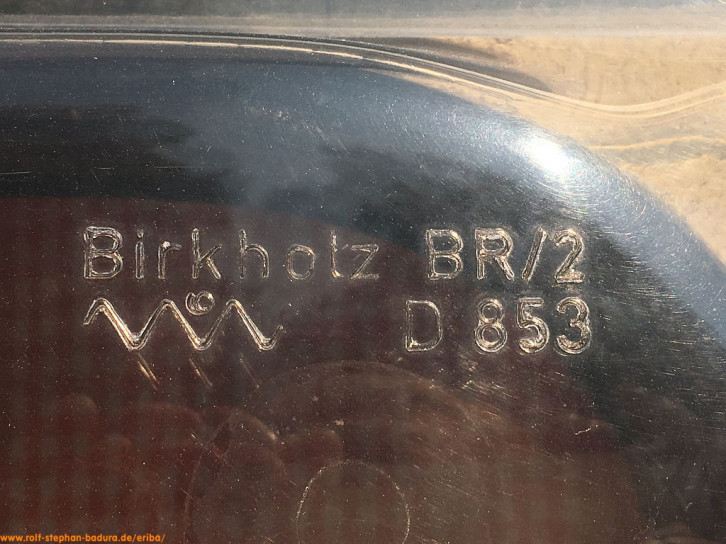 Birkholz BR/2
D 853
www.rolf-stephan-badura.de/eriba/